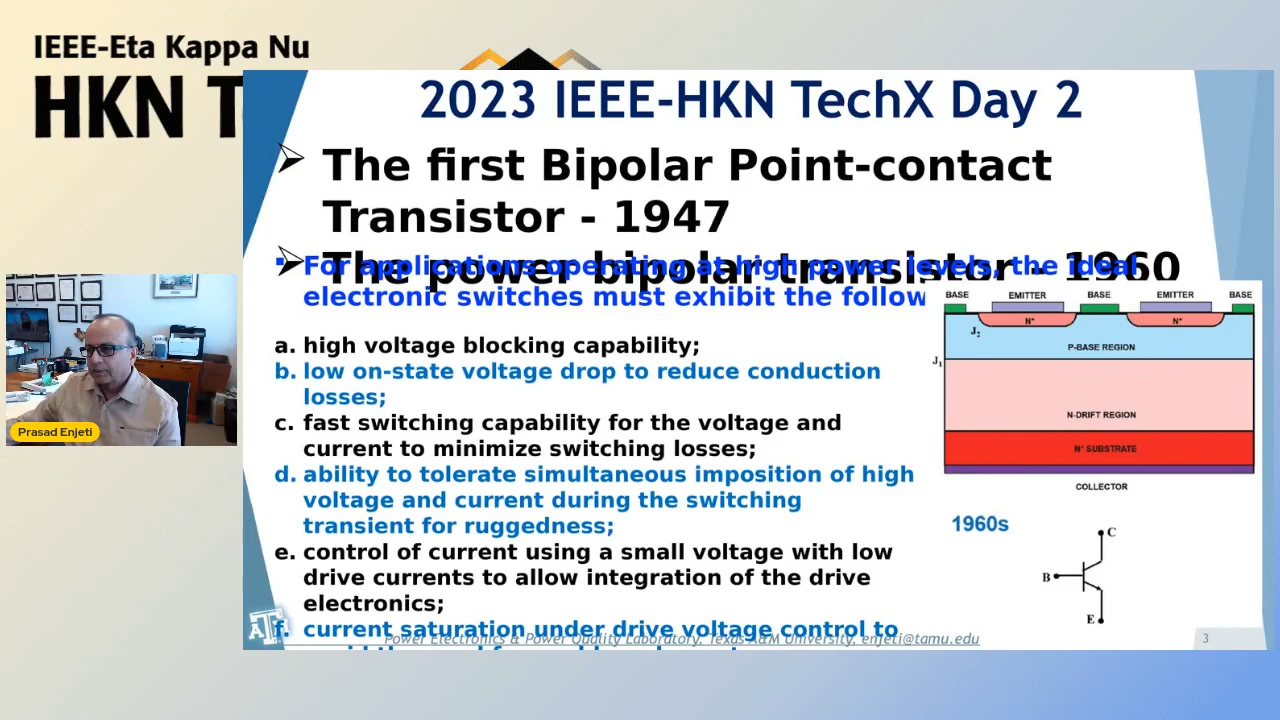 IEEE-Eta Kappa Nu
HKN T
2023 IEEE-HKN TechX Day 2
➢ The first Bipolar Point-contact
Transistor - 1947
➢ The power bipolar transistor - 1960
▪ For applications operating at high power levels, the ideal
electronic switches must exhibit the follow
a. high voltage blocking capability;
b. low on-state voltage drop to reduce conduction
losses;
c. fast switching capability for the voltage and
current to minimize switching losses;
d. ability to tolerate simultaneous imposition of high
voltage and current during the switching
transient for ruggedness;
e. control of current using a small voltage with low
drive currents to allow integration of the drive
electronics;
f. current saturation under drive voltage control to
BASE EMITTER BASE EMITTER BASE
N+ N+
J2
P-BASE REGION
J1
N-DRIFT REGION
N+ SUBSTRATE
COLLECTOR
1960s
C
B
E
Prasad Enjeti
ATM
Power Electronics & Power Quality Laboratory, Texas A&M University, enjeti@tamu.edu
3